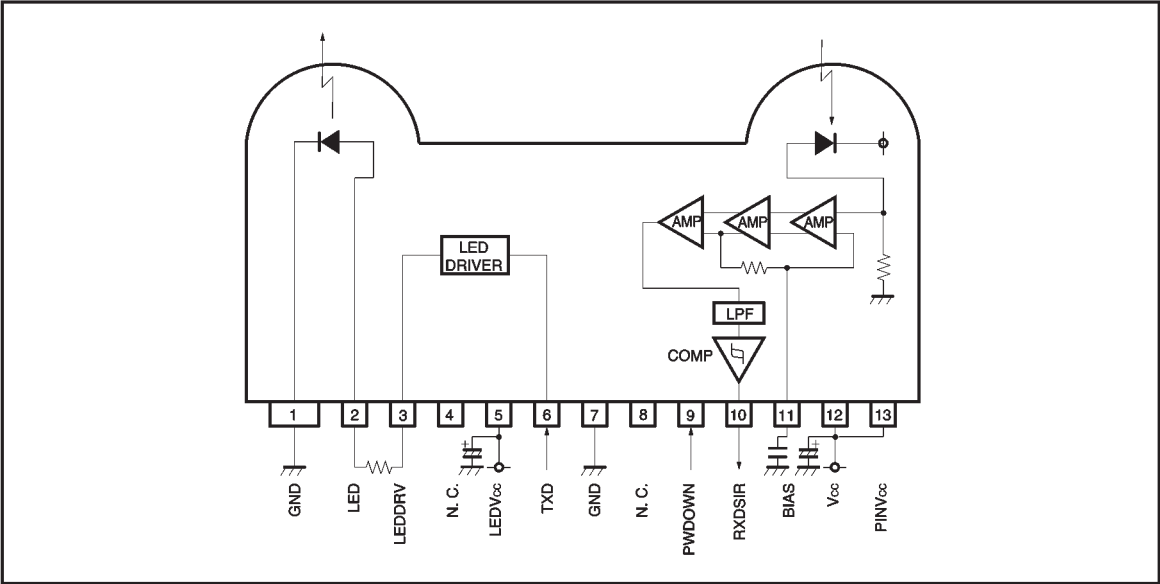 AMP
AMP
AMP
LED
DRIVER
LPF
COMP
1
2
3
4
5
6
7
8
9
10
11
12
13
+
+
GND
LED
LEDDRV
N. C.
LEDVCC
TXD
GND
N. C.
PWDOWN
RXDSIR
BIAS
VCC
PINVCC